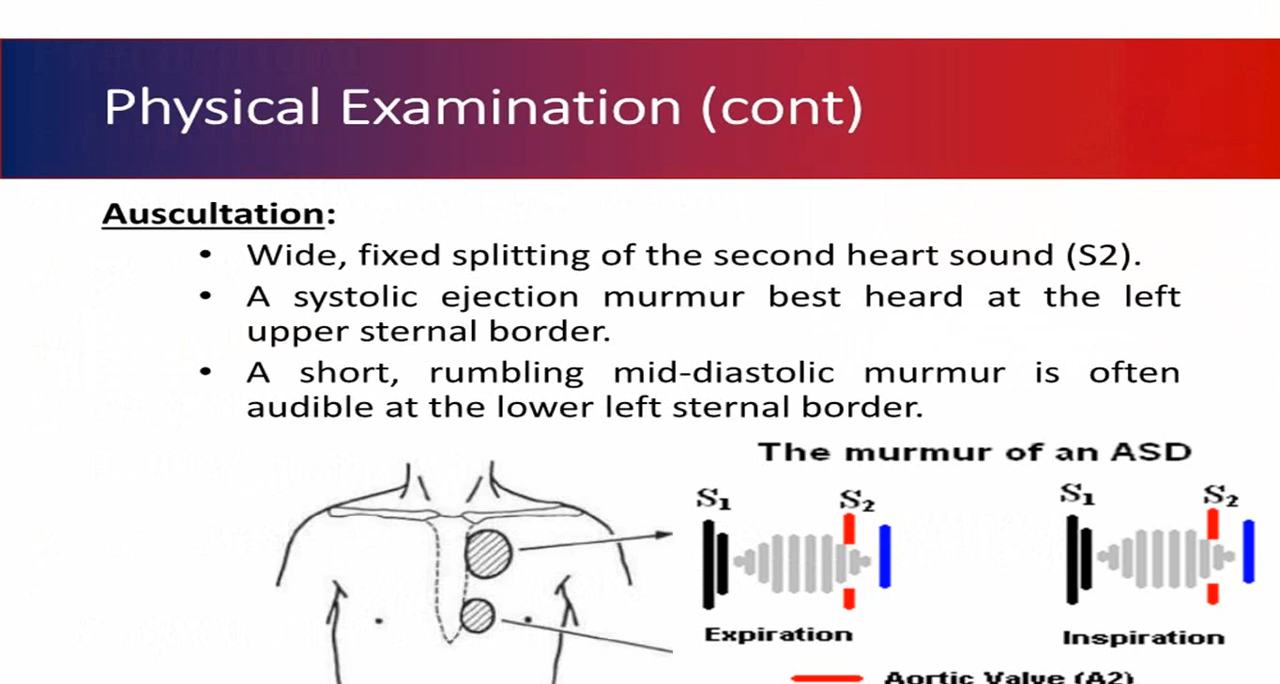 Physical Examination (cont)
Auscultation:
• Wide, fixed splitting of the second heart sound (S2).
• A systolic ejection murmur best heard at the left
upper sternal border.
• A short, rumbling mid-diastolic murmur is often
audible at the lower left sternal border.
The murmur of an ASD
S1 S2 S1 S2
Expiration Inspiration
Aortic Valve (A2)